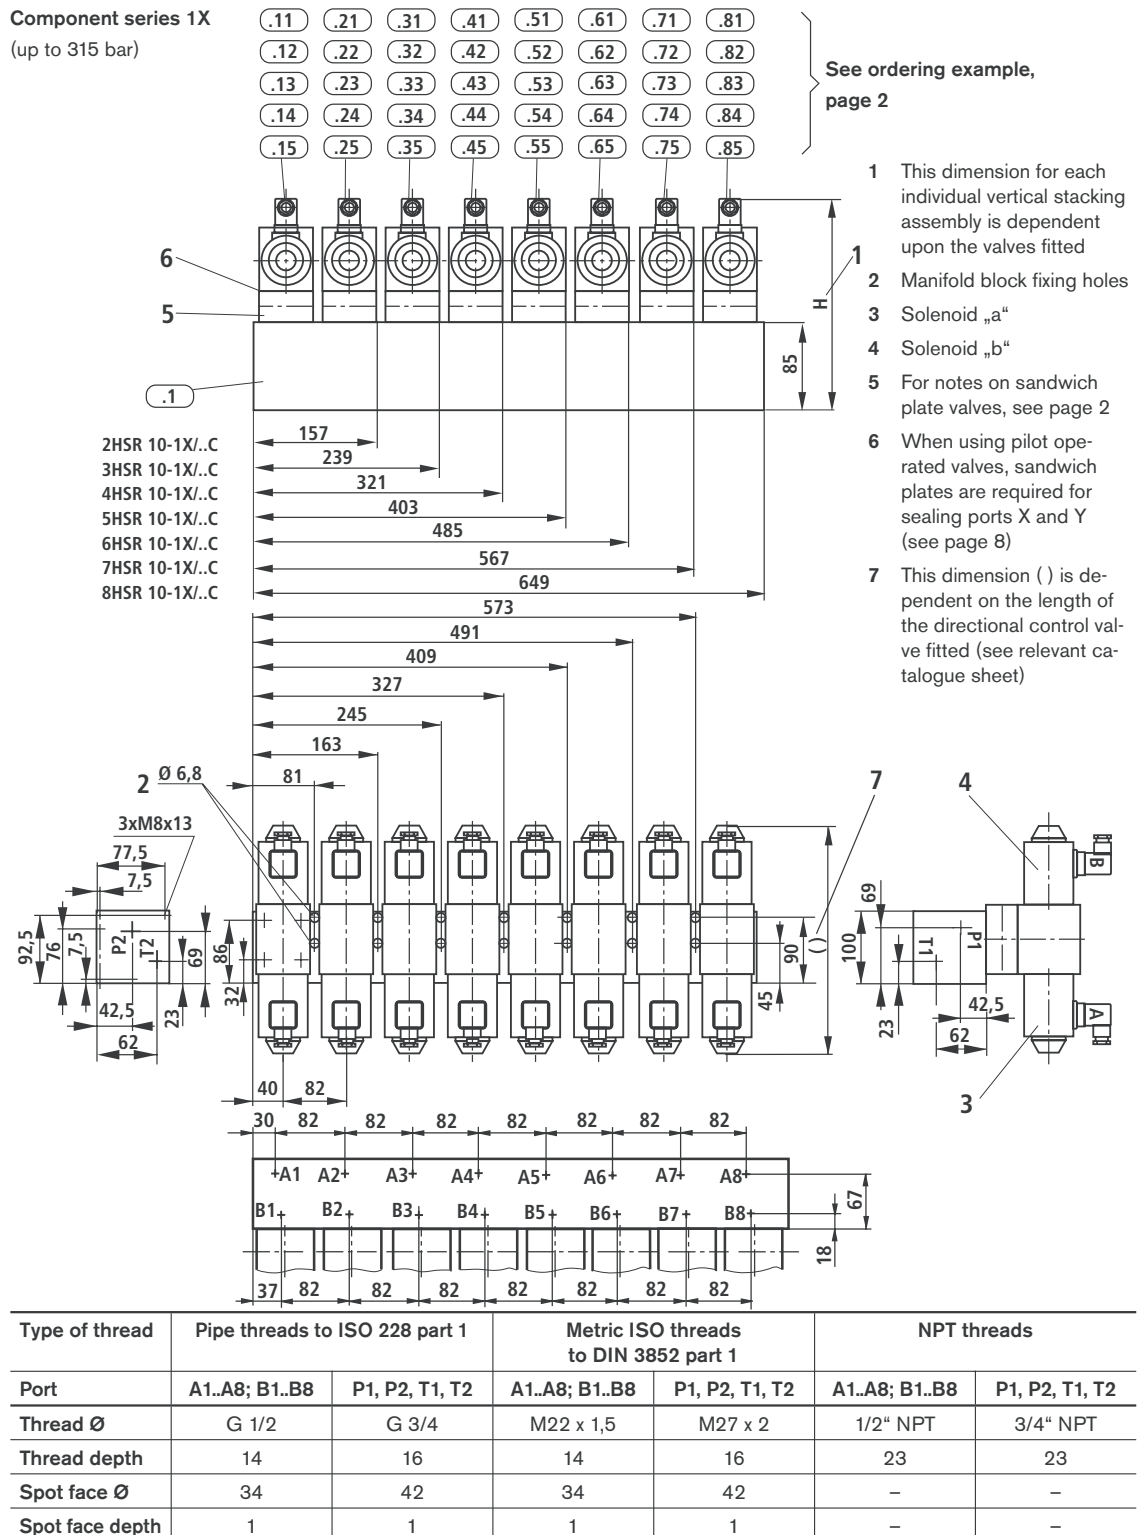 Component series 1X
(up to 315 bar)
.11 .21 .31 .41 .51 .61 .71 .81
.12 .22 .32 .42 .52 .62 .72 .82
.13 .23 .33 .43 .53 .63 .73 .83
.14 .24 .34 .44 .54 .64 .74 .84
.15 .25 .35 .45 .55 .65 .75 .85
See ordering example,
page 2
1 This dimension for each
individual vertical stacking
assembly is dependent
upon the valves fitted
2 Manifold block fixing holes
3 Solenoid „a“
4 Solenoid „b“
5 For notes on sandwich
plate valves, see page 2
6 When using pilot ope-
rated valves, sandwich
plates are required for
sealing ports X and Y
(see page 8)
7 This dimension ( ) is de-
pendent on the length of
the directional control val-
ve fitted (see relevant ca-
talogue sheet)
6
5
1
H
85
.1
2HSR 10-1X/..C 157
3HSR 10-1X/..C 239
4HSR 10-1X/..C 321
5HSR 10-1X/..C 403
6HSR 10-1X/..C 485
7HSR 10-1X/..C 567
8HSR 10-1X/..C 649
573
491
409
327
245
163
81
2 Ø 6,8
7
4
3xM8x13
77,5
7,5
92,5
76
7,5
P2
T2
69
23
42,5
62
86
32
90
45
( )
40 82
B
69
100
T1
P1
23
42,5
62
A
3
30 82 82 82 82 82 82 82
A1 A2 A3 A4 A5 A6 A7 A8
B1 B2 B3 B4 B5 B6 B7 B8
67
18
37 82 82 82 82 82 82 82
Type of thread Pipe threads to ISO 228 part 1 Metric ISO threads NPT threads
to DIN 3852 part 1
Port A1..A8; B1..B8 P1, P2, T1, T2 A1..A8; B1..B8 P1, P2, T1, T2 A1..A8; B1..B8 P1, P2, T1, T2
Thread Ø G 1/2 G 3/4 M22 x 1,5 M27 x 2 1/2“ NPT 3/4“ NPT
Thread depth 14 16 14 16 23 23
Spot face Ø 34 42 34 42 – –
Spot face depth 1 1 1 1 – –